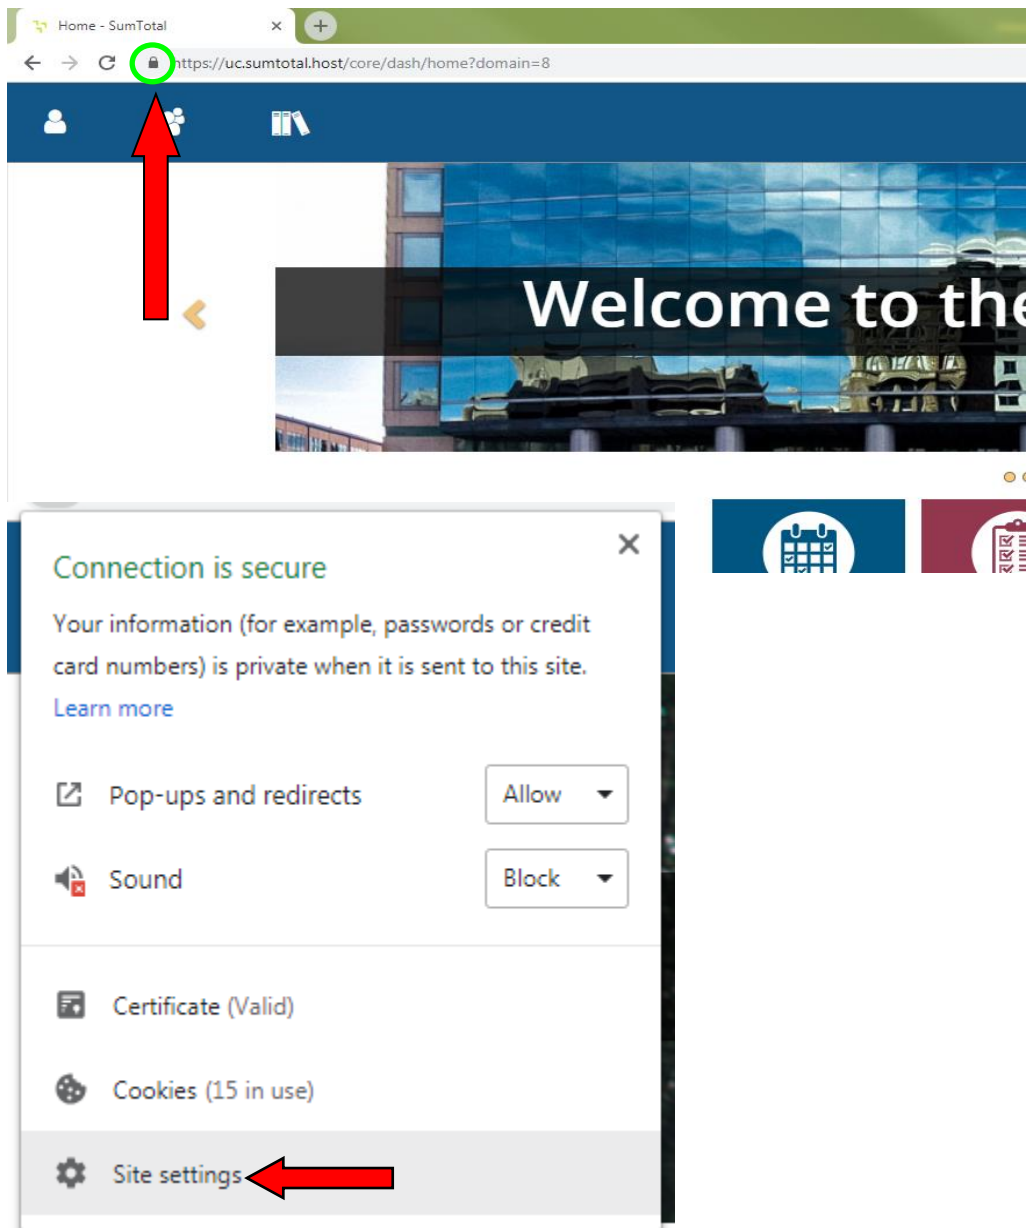 Home - SumTotal
https://uc.sumtotal.host/core/dash/home?domain=8
Welcome to the
Connection is secure
Your information (for example, passwords or credit
card numbers) is private when it is sent to this site.
Learn more
Pop-ups and redirects Allow
Sound Block
Certificate (Valid)
Cookies (15 in use)
Site settings